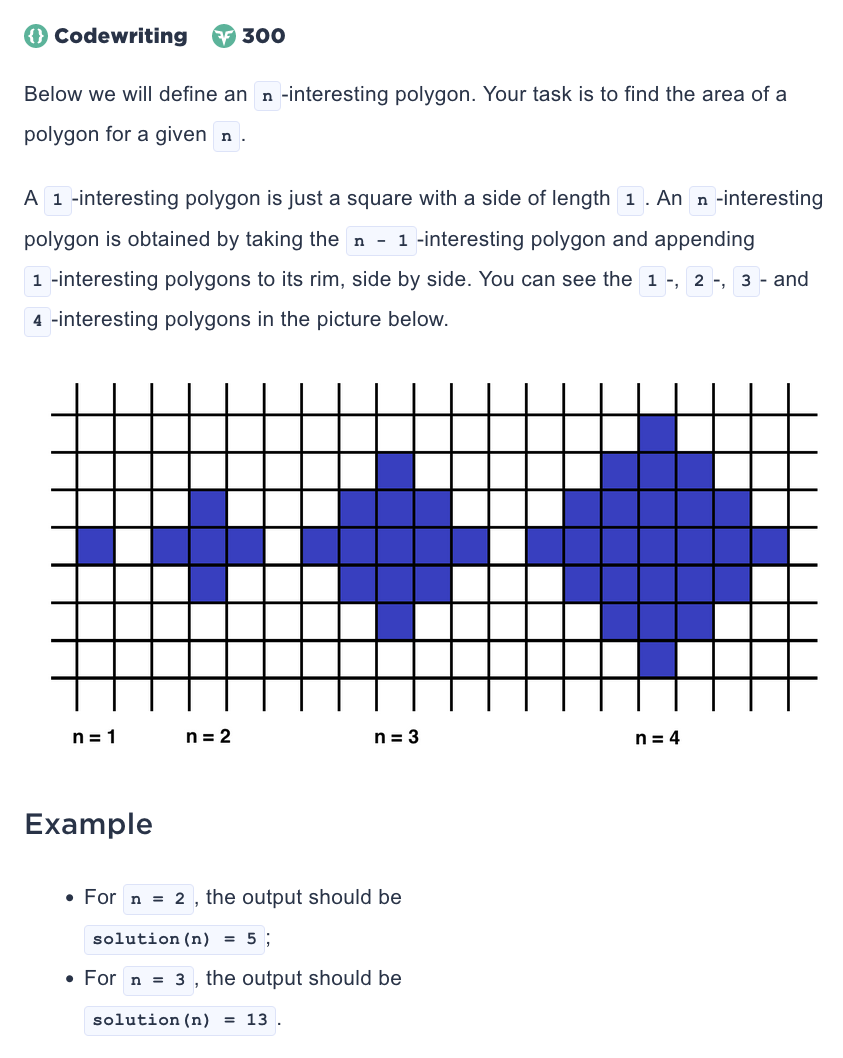 {} Codewriting 300
Below we will define an n -interesting polygon. Your task is to find the area of a
polygon for a given n .
A 1 -interesting polygon is just a square with a side of length 1 . An n -interesting
polygon is obtained by taking the n - 1 -interesting polygon and appending
1 -interesting polygons to its rim, side by side. You can see the 1 -, 2 -, 3 - and
4 -interesting polygons in the picture below.
n = 1 n = 2 n = 3 n = 4
Example
• For n = 2 , the output should be
solution(n) = 5 ;
• For n = 3 , the output should be
solution(n) = 13 .